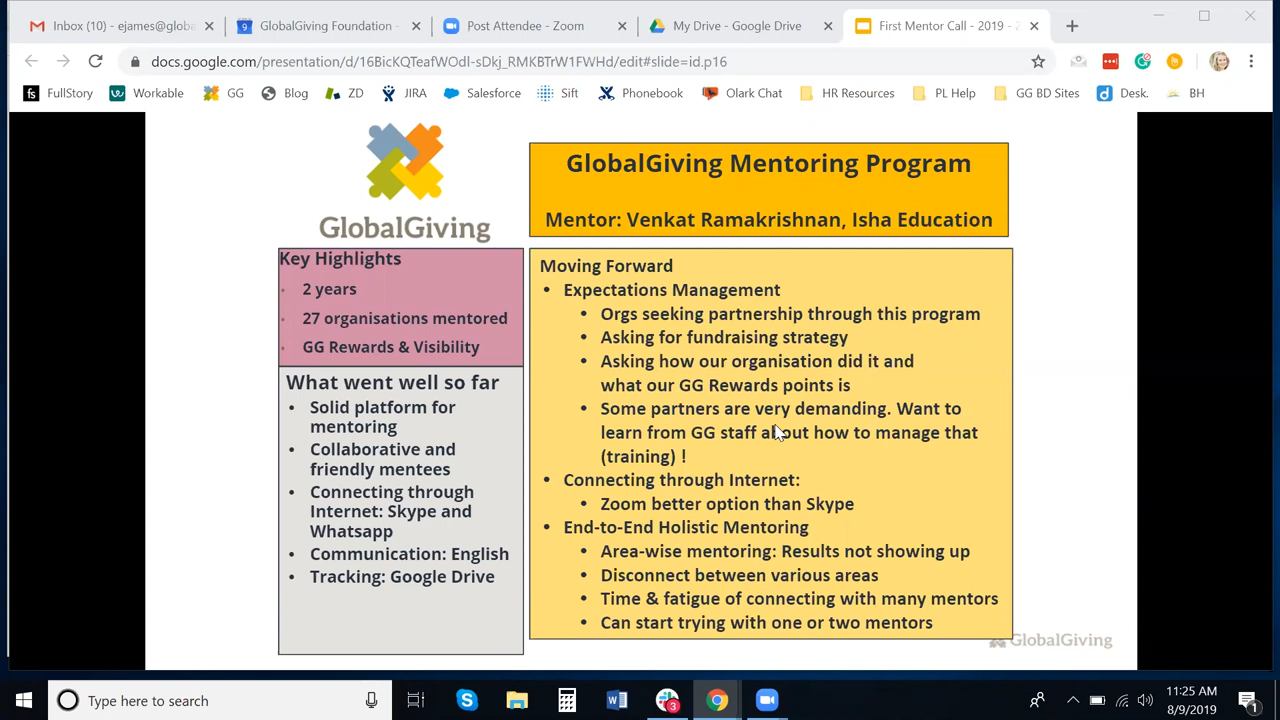 Inbox (10) - ejames@globa
9
GlobalGiving Foundation -
Post Attendee - Zoom
My Drive - Google Drive
First Mentor Call - 2019 - 2
docs.google.com/presentation/d/16BicKQ
eafWOdI-sDkj_RMKBTrW1FWHd/edit#slide=id.p16
fs FullStory
Workable
GG
Blog
ZD
JIRA
Salesforce
Sift
Phonebook
Olark Chat
HR Resources
PL Help
GG BD Sites
Desk.
BH
GlobalGiving
GlobalGiving Mentoring Program
Mentor: Venkat Ramakrishnan, Isha Education
Key Highlights
2 years
27 organisations mentored
GG Rewards & Visibility
What went well so far
• Solid platform for
mentoring
• Collaborative and
friendly mentees
• Connecting through
Internet: Skype and
Whatsapp
• Communication: English
• Tracking: Google Drive
Moving Forward
• Expectations Management
• Orgs seeking partnership through this program
• Asking for fundraising strategy
• Asking how our organisation did it and
what our GG Rewards points is
• Some partners are very demanding. Want to
learn from GG staff about how to manage that
(training) !
• Connecting through Internet:
• Zoom better option than Skype
• End-to-End Holistic Mentoring
• Area-wise mentoring: Results not showing up
• Disconnect between various areas
• Time & fatigue of connecting with many mentors
• Can start trying with one or two mentors
GlobalGiving
Type here to search
3
11:25 AM
8/9/2019
1